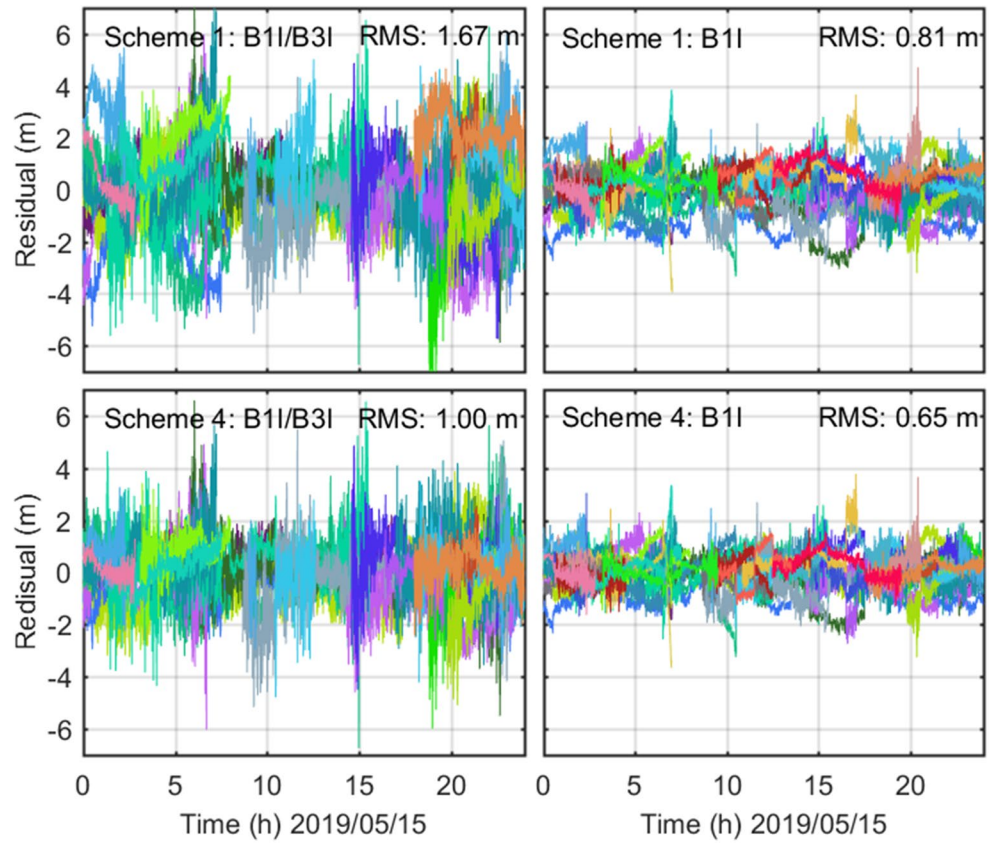 Scheme 1: B1I/B3I RMS: 1.67 m
Scheme 1: B1I RMS: 0.81 m
Residual (m)
6
4
2
0
-2
-4
-6
Scheme 4: B1I/B3I RMS: 1.00 m
Scheme 4: B1I RMS: 0.65 m
Redisual (m)
6
4
2
0
-2
-4
-6
0 5 10 15 20
0 5 10 15 20
Time (h) 2019/05/15
Time (h) 2019/05/15